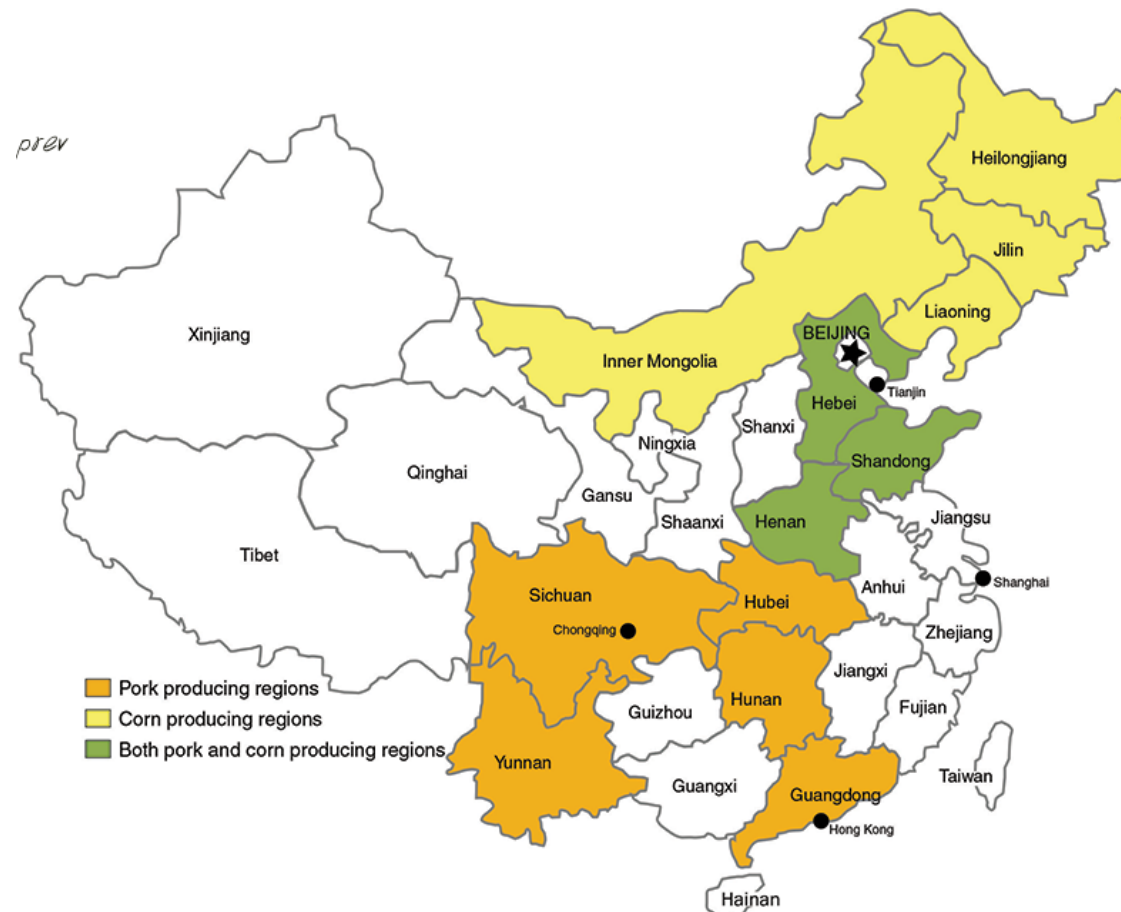 prev
Heilongjiang
Jilin
Liaoning
BEIJING
Xinjiang
Inner Mongolia
Tianjin
Hebei
Shanxi
Ningxia
Shandong
Qinghai
Gansu
Jiangsu
Shaanxi
Henan
Tibet
Shanghai
Anhui
Sichuan
Hubei
Chongqing
Zhejiang
Jiangxi
Pork producing regions
Hunan
Fujian
Guizhou
Corn producing regions
Both pork and corn producing regions
Yunnan
Taiwan
Guangxi
Guangdong
Hong Kong
Hainan